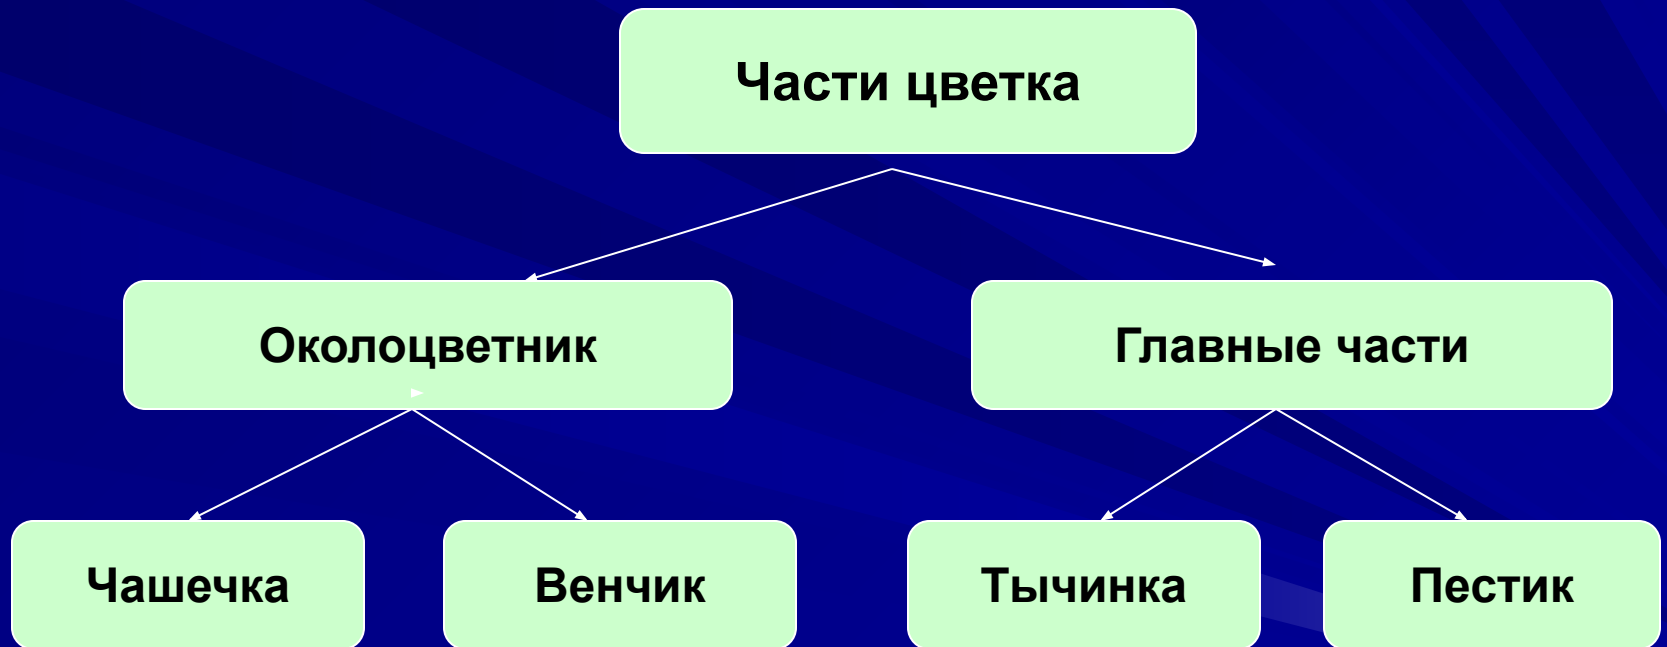 Части цветка
Околоцветник
Главные части
Чашечка
Венчик
Тычинка
Пестик